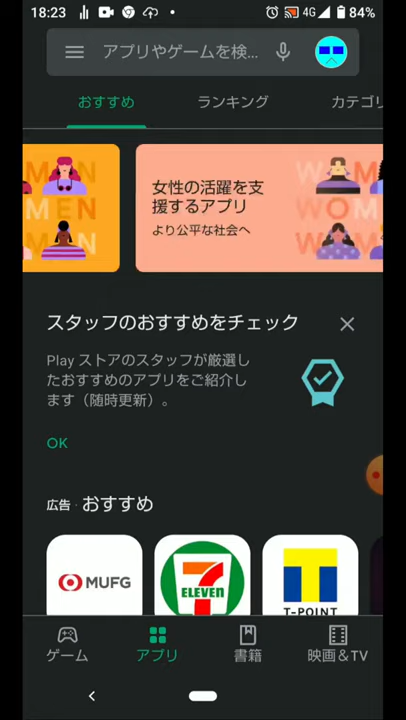 18:23 4G 84%
アプリやゲームを検...
おすすめ ランキング カテゴリ
WOMEN
MEN
WOMEN
女性の活躍を支
援するアプリ
より公平な社会へ
スタッフのおすすめをチェック
Play ストアのスタッフが厳選し
たおすすめのアプリをご紹介し
ます（随時更新）。
OK
広告・おすすめ
MUFG
7
ELEVEN
T
T-POINT
ゲーム アプリ 書籍 映画＆TV